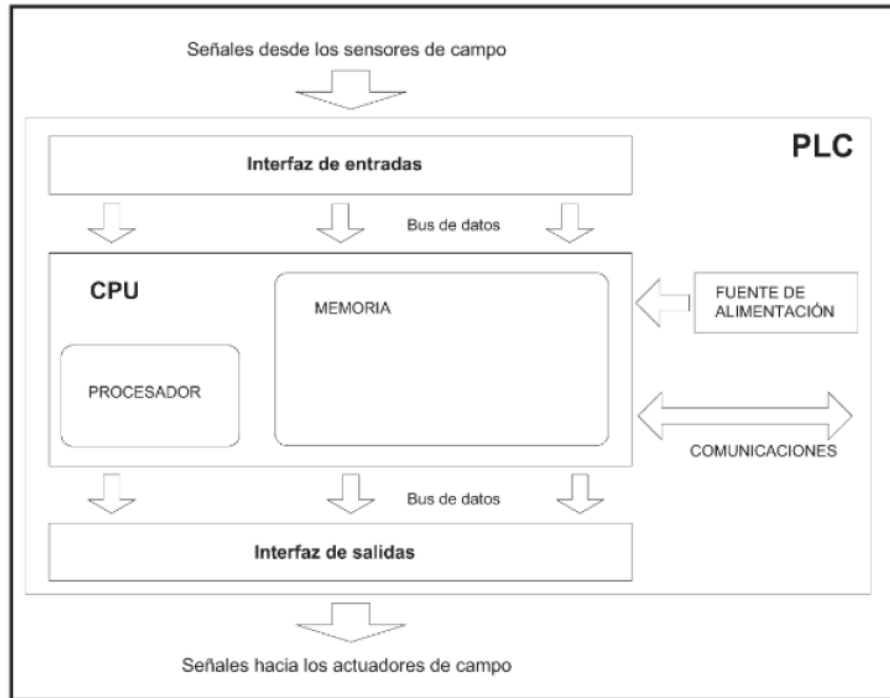 Señales desde los sensores de campo
PLC
Interfaz de entradas
Bus de datos
CPU
MEMORIA
FUENTE DE
ALIMENTACIÓN
PROCESADOR
COMUNICACIONES
Bus de datos
Interfaz de salidas
Señales hacia los actuadores de campo